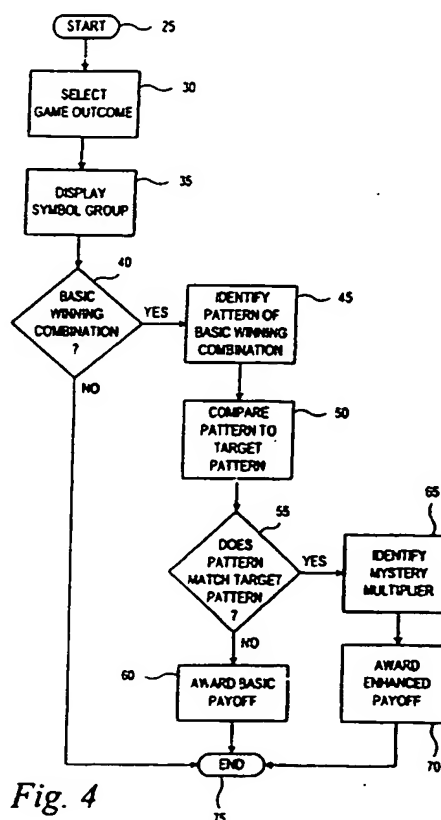 START
25
30
SELECT
GAME OUTCOME
35
DISPLAY
SYMBOL GROUP
40
BASIC
WINNING
COMBINATION
?
YES
NO
45
IDENTIFY
PATTERN OF
BASIC WINNING
COMBINATION
50
COMPARE
PATTERN TO
TARGET
PATTERN
55
DOES
PATTERN
MATCH TARGET
PATTERN
?
YES
NO
65
IDENTIFY
MYSTERY
MULTIPLIER
60
AWARD BASIC
PAYOFF
AWARD
ENHANCED
PAYOFF
70
END
75
Fig. 4